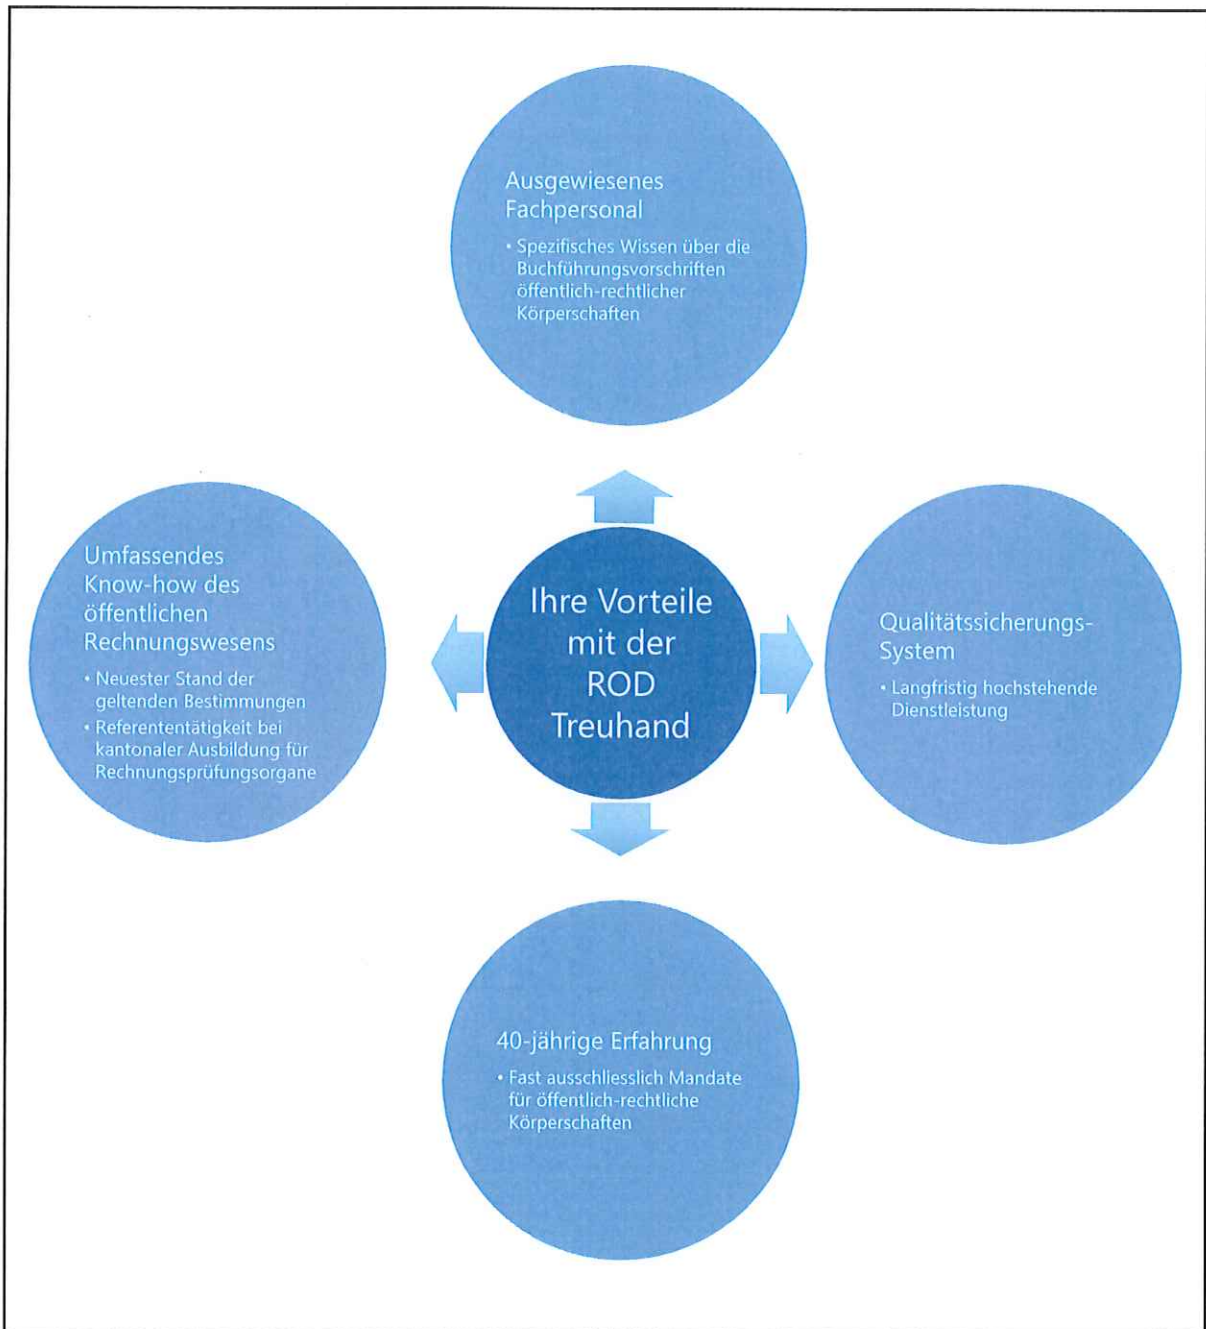 Ausgewiesenes
Fachpersonal
• Spezifisches Wissen über die
Buchführungsvorschriften
öffentlich-rechtlicher
Körperschaften
Umfassendes
Know-how des
öffentlichen
Rechnungswesens
• Neuester Stand der
geltenden Bestimmungen
• Referententätigkeit bei
kantonaler Ausbildung für
Rechnungsprüfungsorgane
Ihre Vorteile
mit der
ROD
Treuhand
Qualitätssicherungs-
System
• Langfristig hochstehende
Dienstleistung
40-jährige Erfahrung
• Fast ausschliesslich Mandate
für öffentlich-rechtliche
Körperschaften